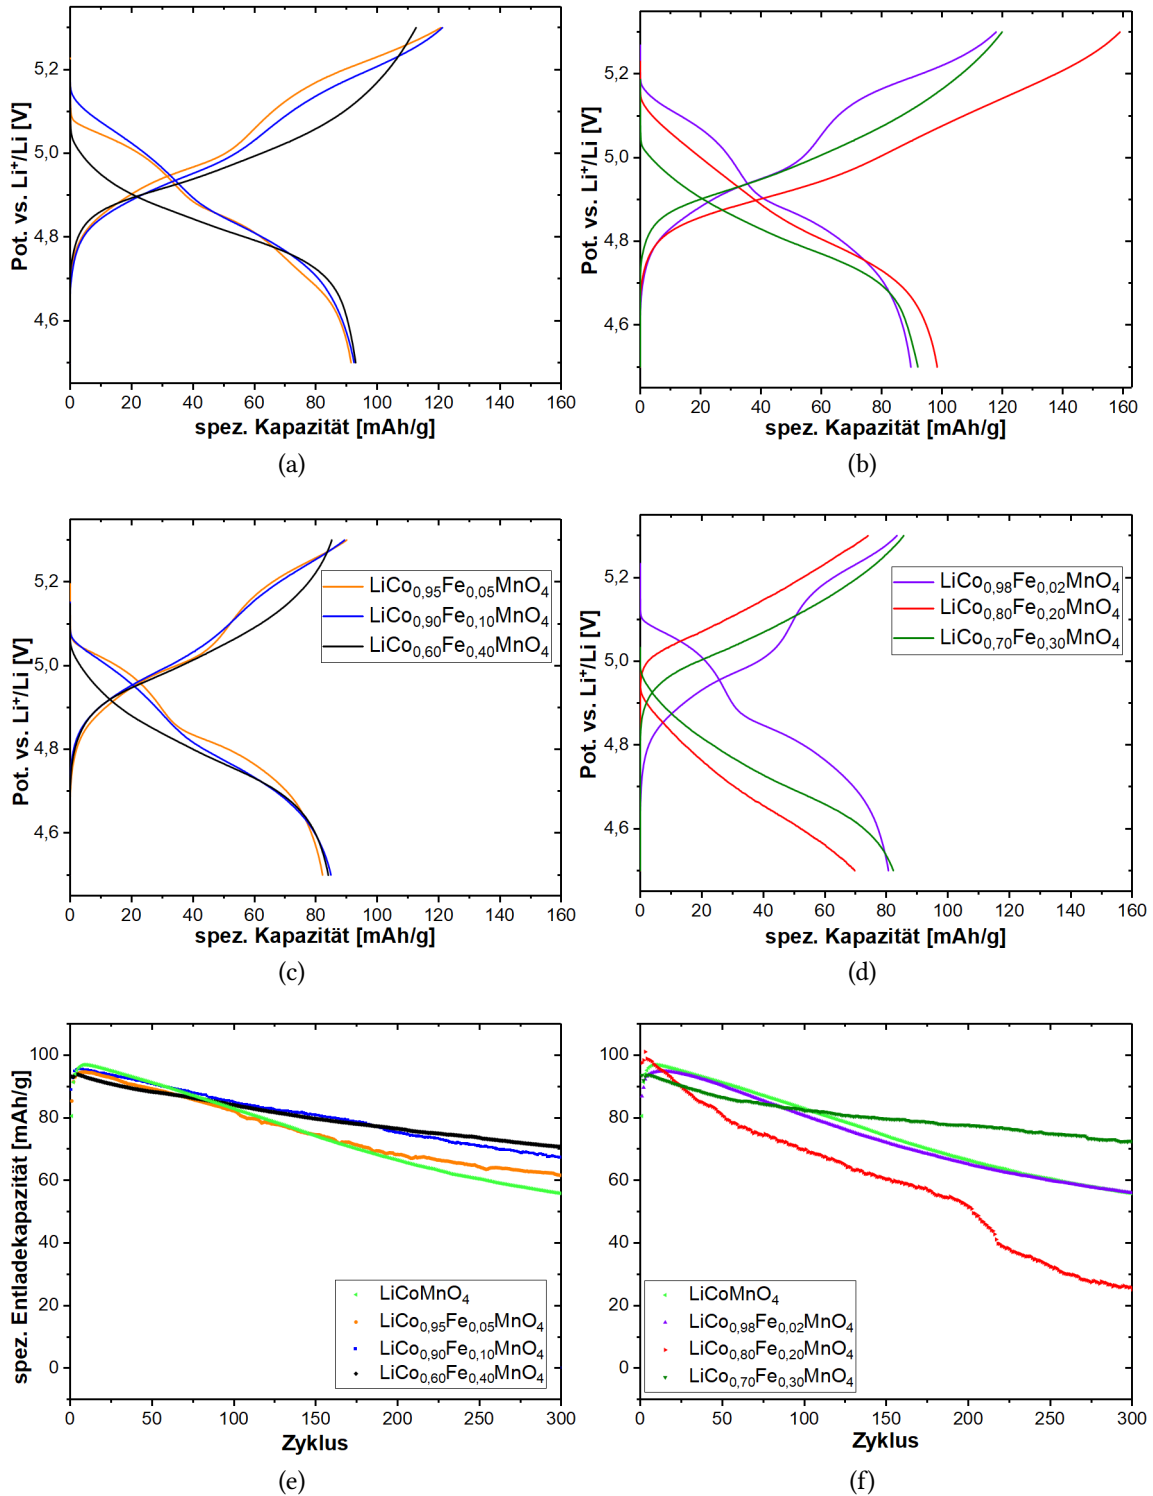 5,2
5,0
4,8
4,6
Pot. vs. Li⁺/Li [V]
0 20 40 60 80 100 120 140 160
spez. Kapazität [mAh/g]
(a)
5,2
5,0
4,8
4,6
Pot. vs. Li⁺/Li [V]
0 20 40 60 80 100 120 140 160
spez. Kapazität [mAh/g]
(b)
5,2
5,0
4,8
4,6
Pot. vs. Li⁺/Li [V]
LiCo₀,₉₅Fe₀,₀₅MnO₄
LiCo₀,₉₀Fe₀,₁₀MnO₄
LiCo₀,₆₀Fe₀,₄₀MnO₄
0 20 40 60 80 100 120 140 160
spez. Kapazität [mAh/g]
(c)
5,2
5,0
4,8
4,6
Pot. vs. Li⁺/Li [V]
LiCo₀,₉₈Fe₀,₀₂MnO₄
LiCo₀,₈₀Fe₀,₂₀MnO₄
LiCo₀,₇₀Fe₀,₃₀MnO₄
0 20 40 60 80 100 120 140 160
spez. Kapazität [mAh/g]
(d)
100
80
60
40
20
0
spez. Entladekapazität [mAh/g]
LiCoMnO₄
LiCo₀,₉₅Fe₀,₀₅MnO₄
LiCo₀,₉₀Fe₀,₁₀MnO₄
LiCo₀,₆₀Fe₀,₄₀MnO₄
0 50 100 150 200 250 300
Zyklus
(e)
100
80
60
40
20
0
LiCoMnO₄
LiCo₀,₉₈Fe₀,₀₂MnO₄
LiCo₀,₈₀Fe₀,₂₀MnO₄
LiCo₀,₇₀Fe₀,₃₀MnO₄
0 50 100 150 200 250 300
Zyklus
(f)